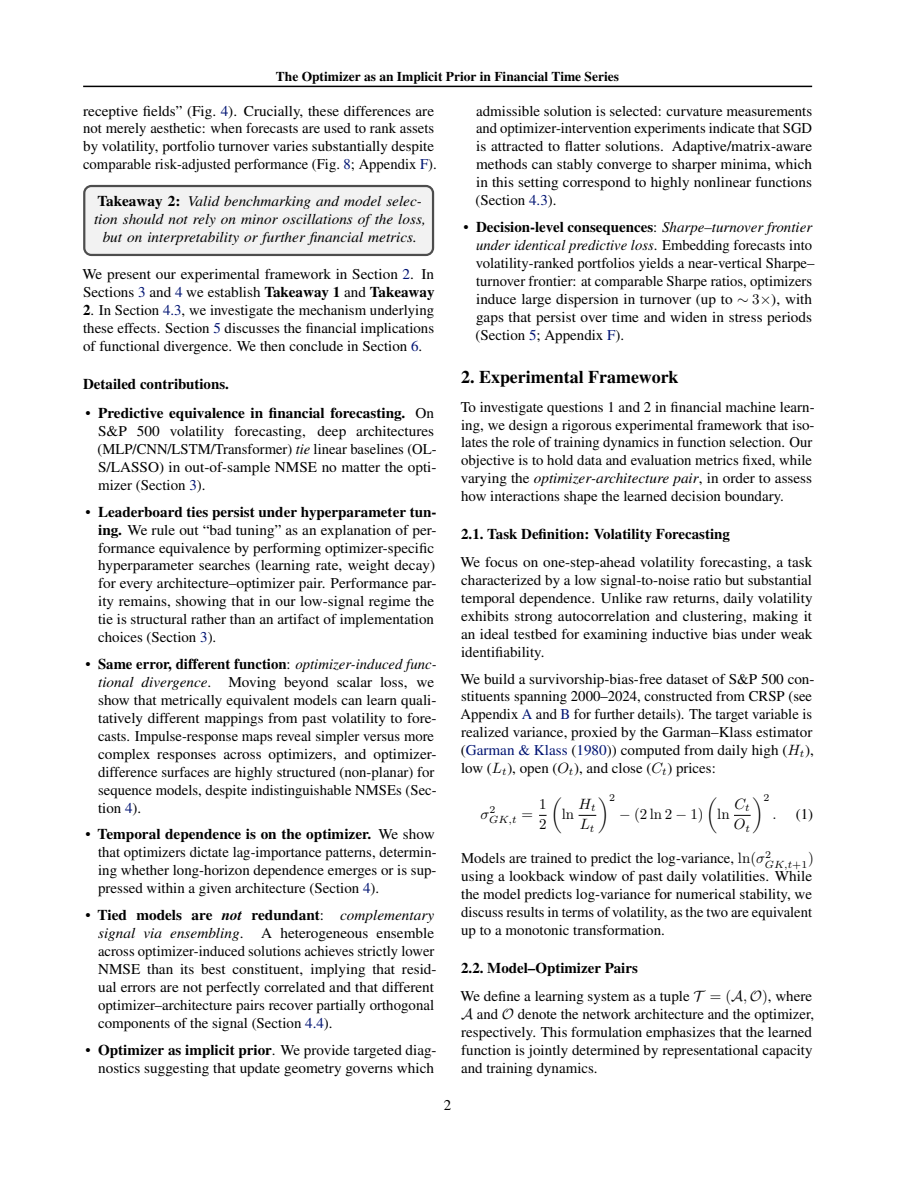 The Optimizer as an Implicit Prior in Financial Time Series
receptive fields” (Fig. 4). Crucially, these differences are
not merely aesthetic: when forecasts are used to rank assets
by volatility, portfolio turnover varies substantially despite
comparable risk-adjusted performance (Fig. 8; Appendix F).
Takeaway 2: Valid benchmarking and model selec-
tion should not rely on minor oscillations of the loss,
but on interpretability or further financial metrics.
We present our experimental framework in Section 2. In
Sections 3 and 4 we establish Takeaway 1 and Takeaway
2. In Section 4.3, we investigate the mechanism underlying
these effects. Section 5 discusses the financial implications
of functional divergence. We then conclude in Section 6.
Detailed contributions.
• Predictive equivalence in financial forecasting. On
S&P 500 volatility forecasting, deep architectures
(MLP/CNN/LSTM/Transformer) tie linear baselines (OL-
S/LASSO) in out-of-sample NMSE no matter the opti-
mizer (Section 3).
• Leaderboard ties persist under hyperparameter tun-
ing. We rule out “bad tuning” as an explanation of per-
formance equivalence by performing optimizer-specific
hyperparameter searches (learning rate, weight decay)
for every architecture–optimizer pair. Performance par-
ity remains, showing that in our low-signal regime the
tie is structural rather than an artifact of implementation
choices (Section 3).
• Same error, different function: optimizer-induced func-
tional divergence. Moving beyond scalar loss, we
show that metrically equivalent models can learn quali-
tatively different mappings from past volatility to fore-
casts. Impulse-response maps reveal simpler versus more
complex responses across optimizers, and optimizer-
difference surfaces are highly structured (non-planar) for
sequence models, despite indistinguishable NMSEs (Sec-
tion 4).
• Temporal dependence is on the optimizer. We show
that optimizers dictate lag-importance patterns, determin-
ing whether long-horizon dependence emerges or is sup-
pressed within a given architecture (Section 4).
• Tied models are not redundant: complementary
signal via ensembling. A heterogeneous ensemble
across optimizer-induced solutions achieves strictly lower
NMSE than its best constituent, implying that resid-
ual errors are not perfectly correlated and that different
optimizer–architecture pairs recover partially orthogonal
components of the signal (Section 4.4).
• Optimizer as implicit prior. We provide targeted diag-
nostics suggesting that update geometry governs which
admissible solution is selected: curvature measurements
and optimizer-intervention experiments indicate that SGD
is attracted to flatter solutions. Adaptive/matrix-aware
methods can stably converge to sharper minima, which
in this setting correspond to highly nonlinear functions
(Section 4.3).
• Decision-level consequences: Sharpe–turnover frontier
under identical predictive loss. Embedding forecasts into
volatility-ranked portfolios yields a near-vertical Sharpe–
turnover frontier: at comparable Sharpe ratios, optimizers
induce large dispersion in turnover (up to ∼ 3×), with
gaps that persist over time and widen in stress periods
(Section 5; Appendix F).
2. Experimental Framework
To investigate questions 1 and 2 in financial machine learn-
ing, we design a rigorous experimental framework that iso-
lates the role of training dynamics in function selection. Our
objective is to hold data and evaluation metrics fixed, while
varying the optimizer-architecture pair, in order to assess
how interactions shape the learned decision boundary.
2.1. Task Definition: Volatility Forecasting
We focus on one-step-ahead volatility forecasting, a task
characterized by a low signal-to-noise ratio but substantial
temporal dependence. Unlike raw returns, daily volatility
exhibits strong autocorrelation and clustering, making it
an ideal testbed for examining inductive bias under weak
identifiability.
We build a survivorship-bias-free dataset of S&P 500 con-
stituents spanning 2000–2024, constructed from CRSP (see
Appendix A and B for further details). The target variable is
realized variance, proxied by the Garman–Klass estimator
(Garman & Klass (1980)) computed from daily high (H_t),
low (L_t), open (O_t), and close (C_t) prices:
σ²_{GK,t} = 1/2 (ln H_t/L_t)² − (2 ln 2 − 1) (ln C_t/O_t)². (1)
Models are trained to predict the log-variance, ln(σ²_{GK,t+1})
using a lookback window of past daily volatilities. While
the model predicts log-variance for numerical stability, we
discuss results in terms of volatility, as the two are equivalent
up to a monotonic transformation.
2.2. Model–Optimizer Pairs
We define a learning system as a tuple 𝒯 = (𝒜, 𝒪), where
𝒜 and 𝒪 denote the network architecture and the optimizer,
respectively. This formulation emphasizes that the learned
function is jointly determined by representational capacity
and training dynamics.
2